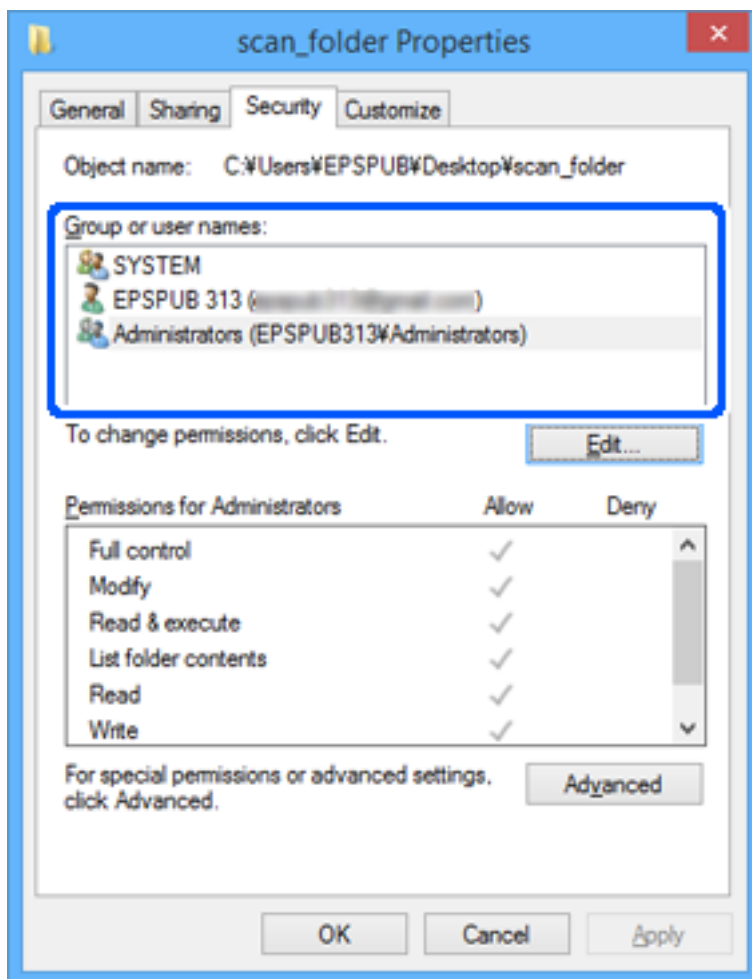 scan_folder Properties
General Sharing Security Customize
Object name: C:¥Users¥EPSPUB¥Desktop¥scan_folder
Group or user names:
SYSTEM
EPSPUB 313 ( )
Administrators (EPSPUB313¥Administrators)
To change permissions, click Edit.
Edit...
Permissions for Administrators Allow Deny
Full control
Modify
Read & execute
List folder contents
Read
Write
For special permissions or advanced settings,
click Advanced.
Advanced
OK Cancel Apply